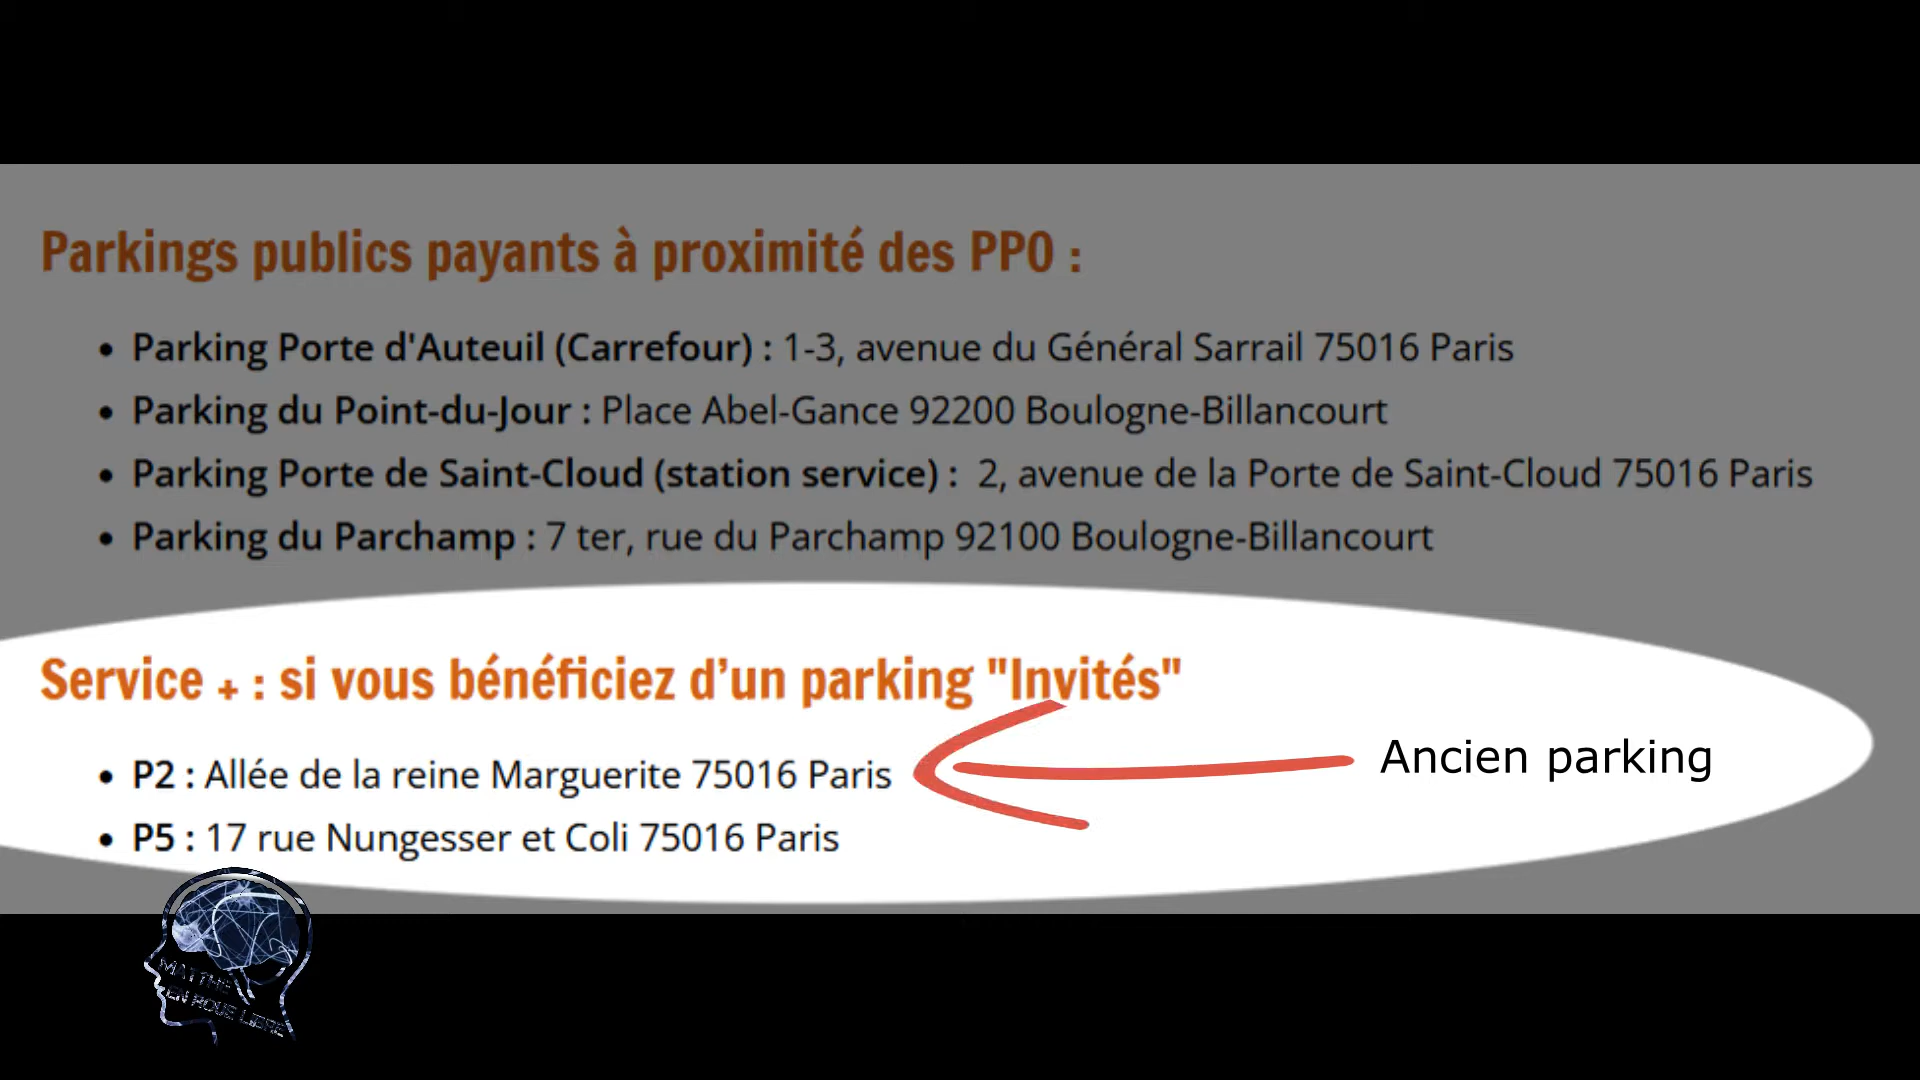 Parkings publics payants à proximité des PPO :
• Parking Porte d'Auteuil (Carrefour) : 1-3, avenue du Général Sarrail 75016 Paris
• Parking du Point-du-Jour : Place Abel-Gance 92200 Boulogne-Billancourt
• Parking Porte de Saint-Cloud (station service) : 2, avenue de la Porte de Saint-Cloud 75016 Paris
• Parking du Parchamp : 7 ter, rue du Parchamp 92100 Boulogne-Billancourt
Service + : si vous bénéficiez d’un parking "Invités"
Ancien parking
• P2 : Allée de la reine Marguerite 75016 Paris
• P5 : 17 rue Nungesser et Coli 75016 Paris
EN ROUE LIBRE